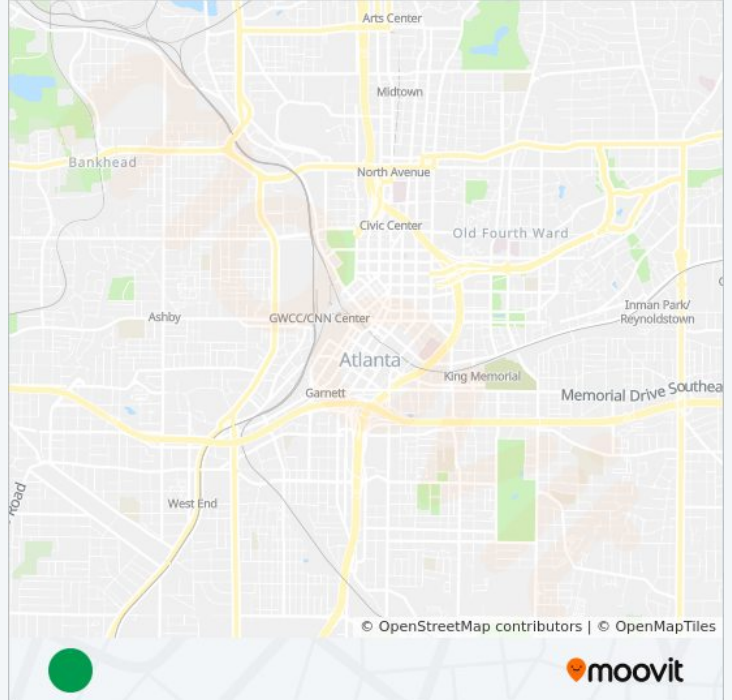 Arts Center
Midtown
Bankhead
North Avenue
Civic Center
Old Fourth Ward
Inman Park/
Reynoldstown
Ashby
GWCC/CNN Center
Atlanta
King Memorial
Garnett
Memorial Drive Southea
West End
Road
© OpenStreetMap contributors | © OpenMapTiles
moovit